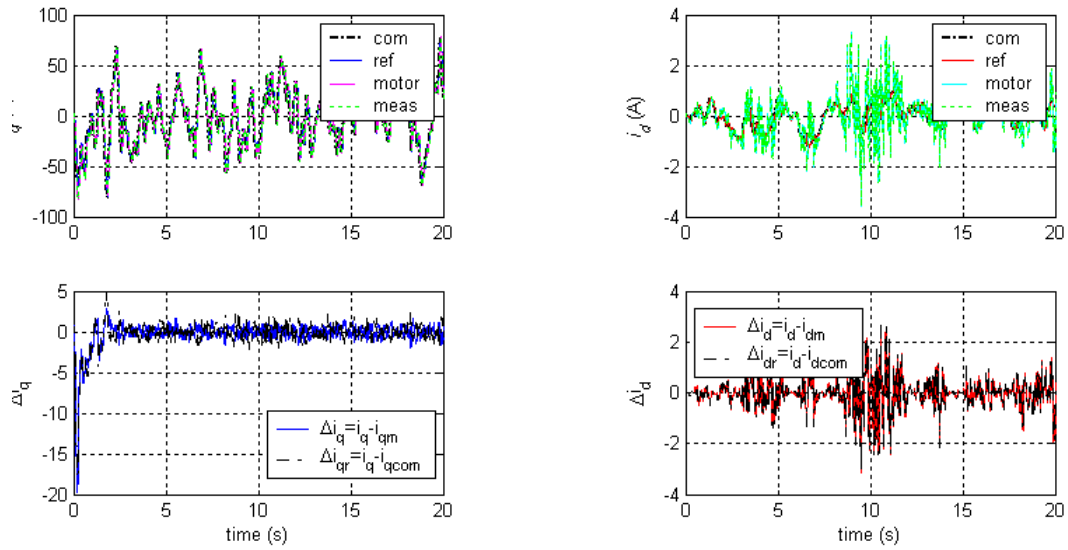 100
50
0
-50
-100
0 5 10 15 20
com
ref
motor
meas
4
2
0
-2
-4
i_d (A)
0 5 10 15 20
com
ref
motor
meas
5
0
-5
-10
-15
-20
Δi_q
0 5 10 15 20
time (s)
Δi_q=i_q-i_qm
Δi_qr=i_q-i_qcom
4
2
0
-2
-4
Δi_d
0 5 10 15 20
time (s)
Δi_d=i_d-i_dm
Δi_dr=i_d-i_dcom